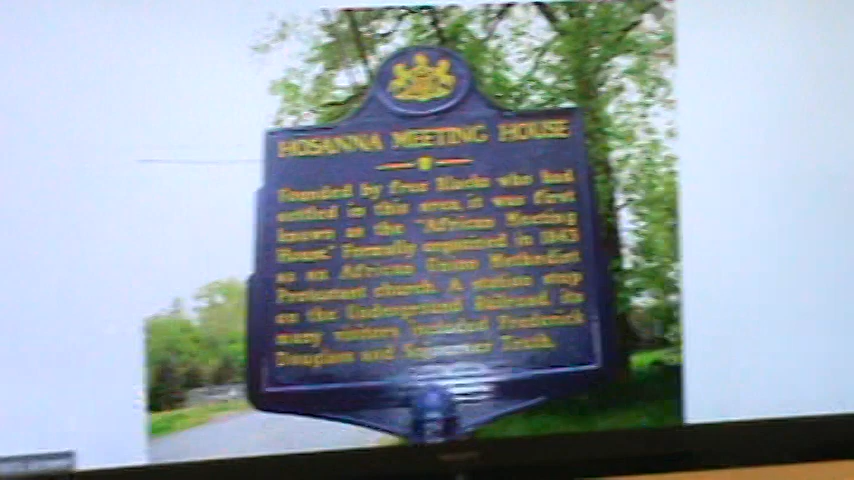 HOSANNA MEETING HOUSE
Founded by free Blacks who had
settled in this area, it was first
known as the "African Meeting
House." Formally organized in 1843
as an African Union Methodist
Protestant church. A station stop
on the Underground Railroad, its
many visitors included Frederick
Douglass and Sojourner Truth.